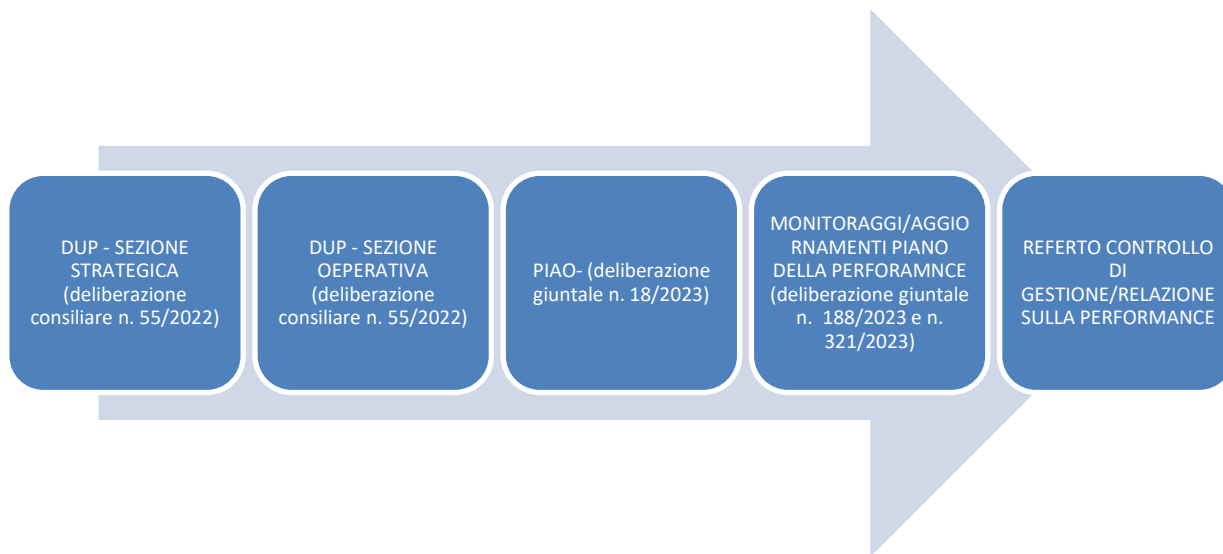 DUP - SEZIONE
STRATEGICA
(deliberazione
consiliare n. 55/2022)
DUP - SEZIONE
OEPERATIVA
(deliberazione
consiliare n. 55/2022)
PIAO- (deliberazione
giuntale n. 18/2023)
MONITORAGGI/AGGIO
RNAMENTI PIANO
DELLA PERFORAMNCE
(deliberazione giuntale
n.  188/2023 e n.
321/2023)
REFERTO CONTROLLO
DI
GESTIONE/RELAZIONE
SULLA PERFORMANCE